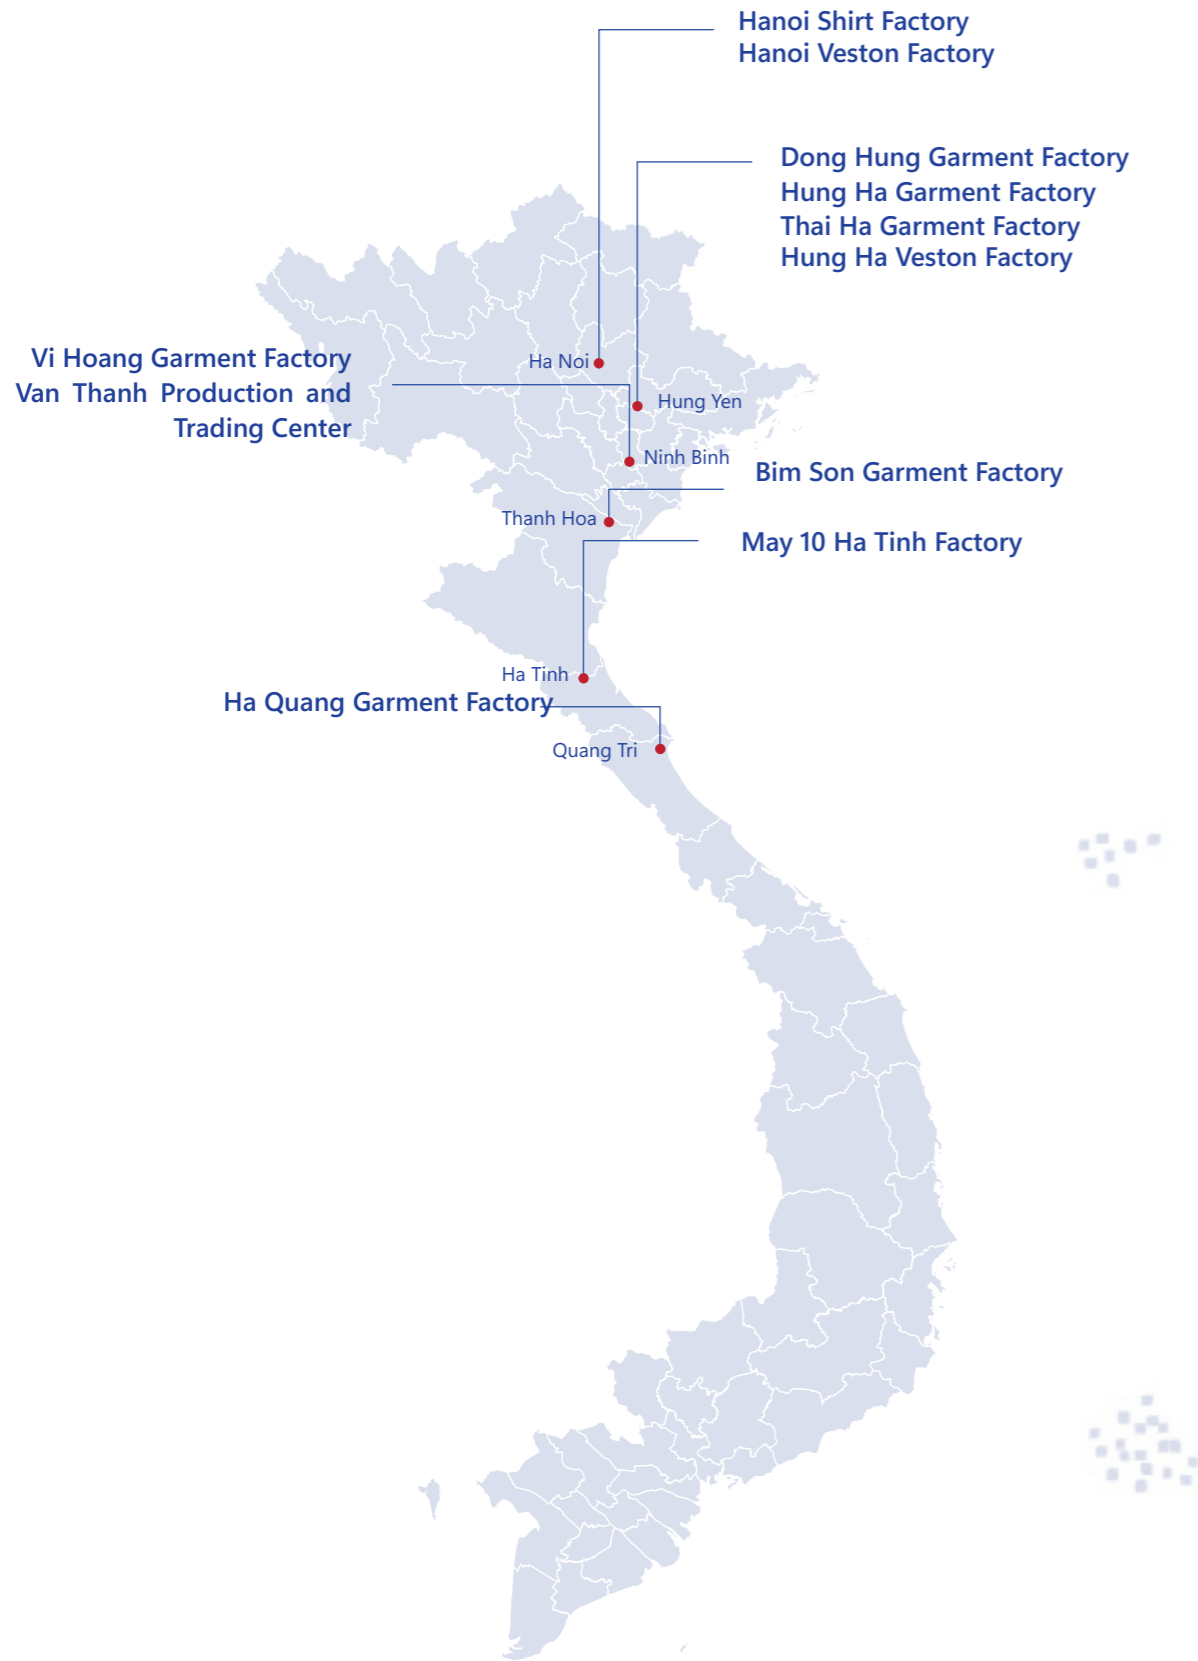 Hanoi Shirt Factory
Hanoi Veston Factory
Dong Hung Garment Factory
Hung Ha Garment Factory
Thai Ha Garment Factory
Hung Ha Veston Factory
Vi Hoang Garment Factory
Van Thanh Production and
Trading Center
Ha Noi
Hung Yen
Ninh Binh
Bim Son Garment Factory
Thanh Hoa
May 10 Ha Tinh Factory
Ha Tinh
Ha Quang Garment Factory
Quang Tri